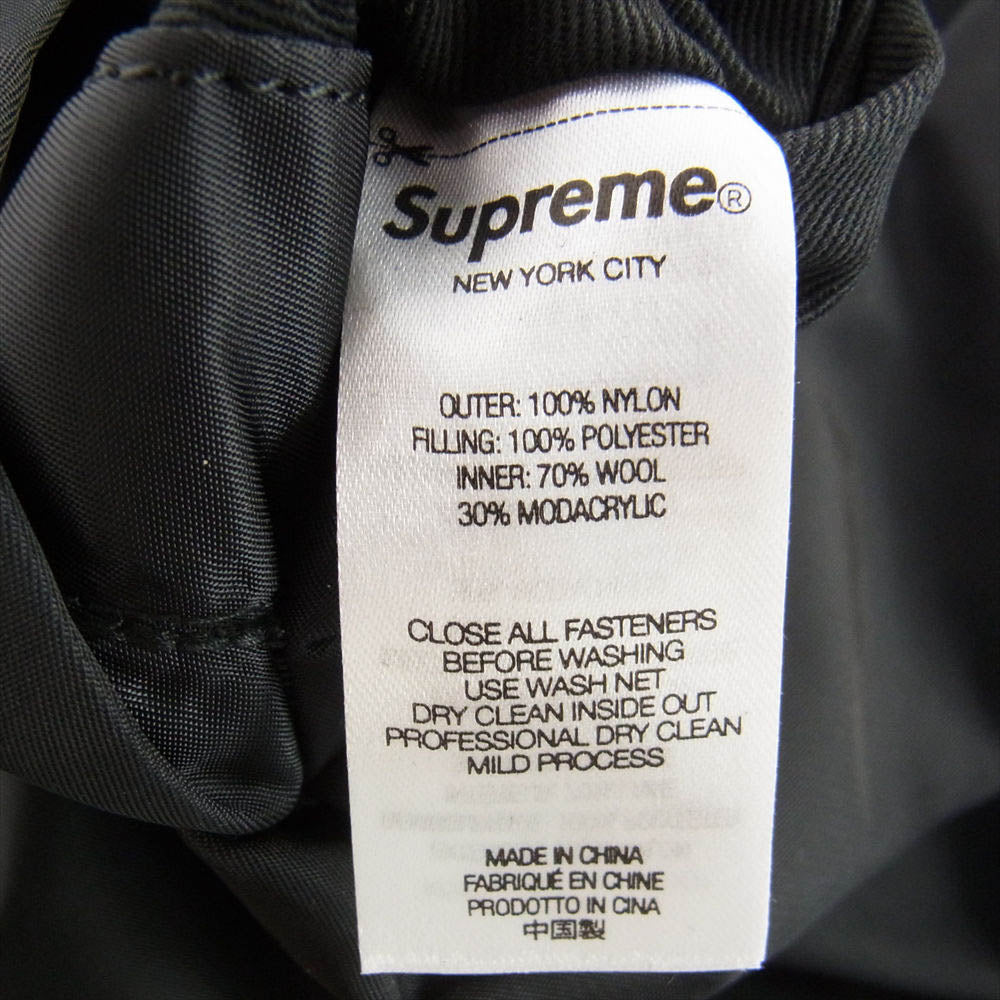 Supreme®
NEW YORK CITY
OUTER: 100% NYLON
FILLING: 100% POLYESTER
INNER: 70% WOOL
30% MODACRYLIC
CLOSE ALL FASTENERS
BEFORE WASHING
USE WASH NET
DRY CLEAN INSIDE OUT
PROFESSIONAL DRY CLEAN
MILD PROCESS
MADE IN CHINA
FABRIQUÉ EN CHINE
PRODOTTO IN CINA
中国製